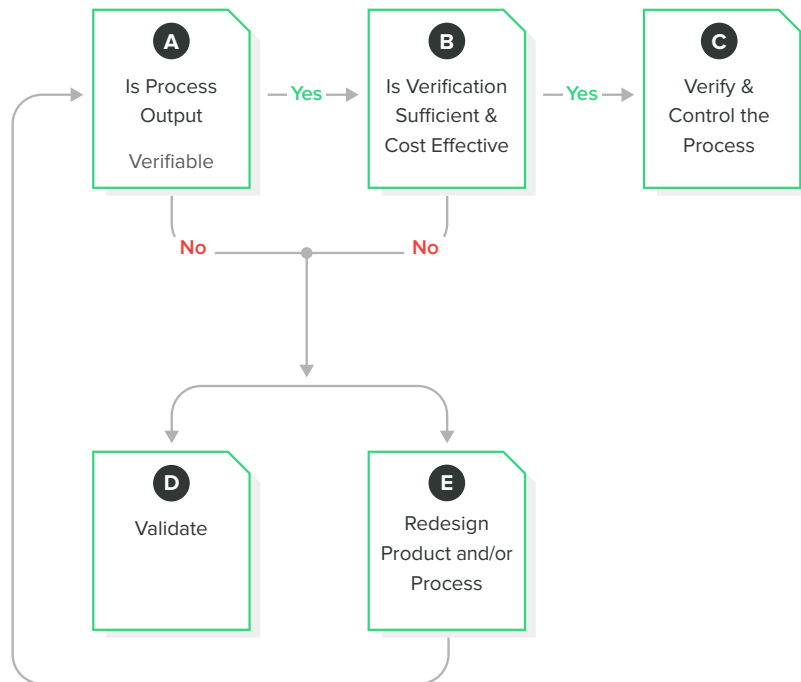 A
Is Process
Output
Verifiable
Yes
B
Is Verification
Sufficient &
Cost Effective
Yes
C
Verify &
Control the
Process
No
No
D
Validate
E
Redesign
Product and/or
Process